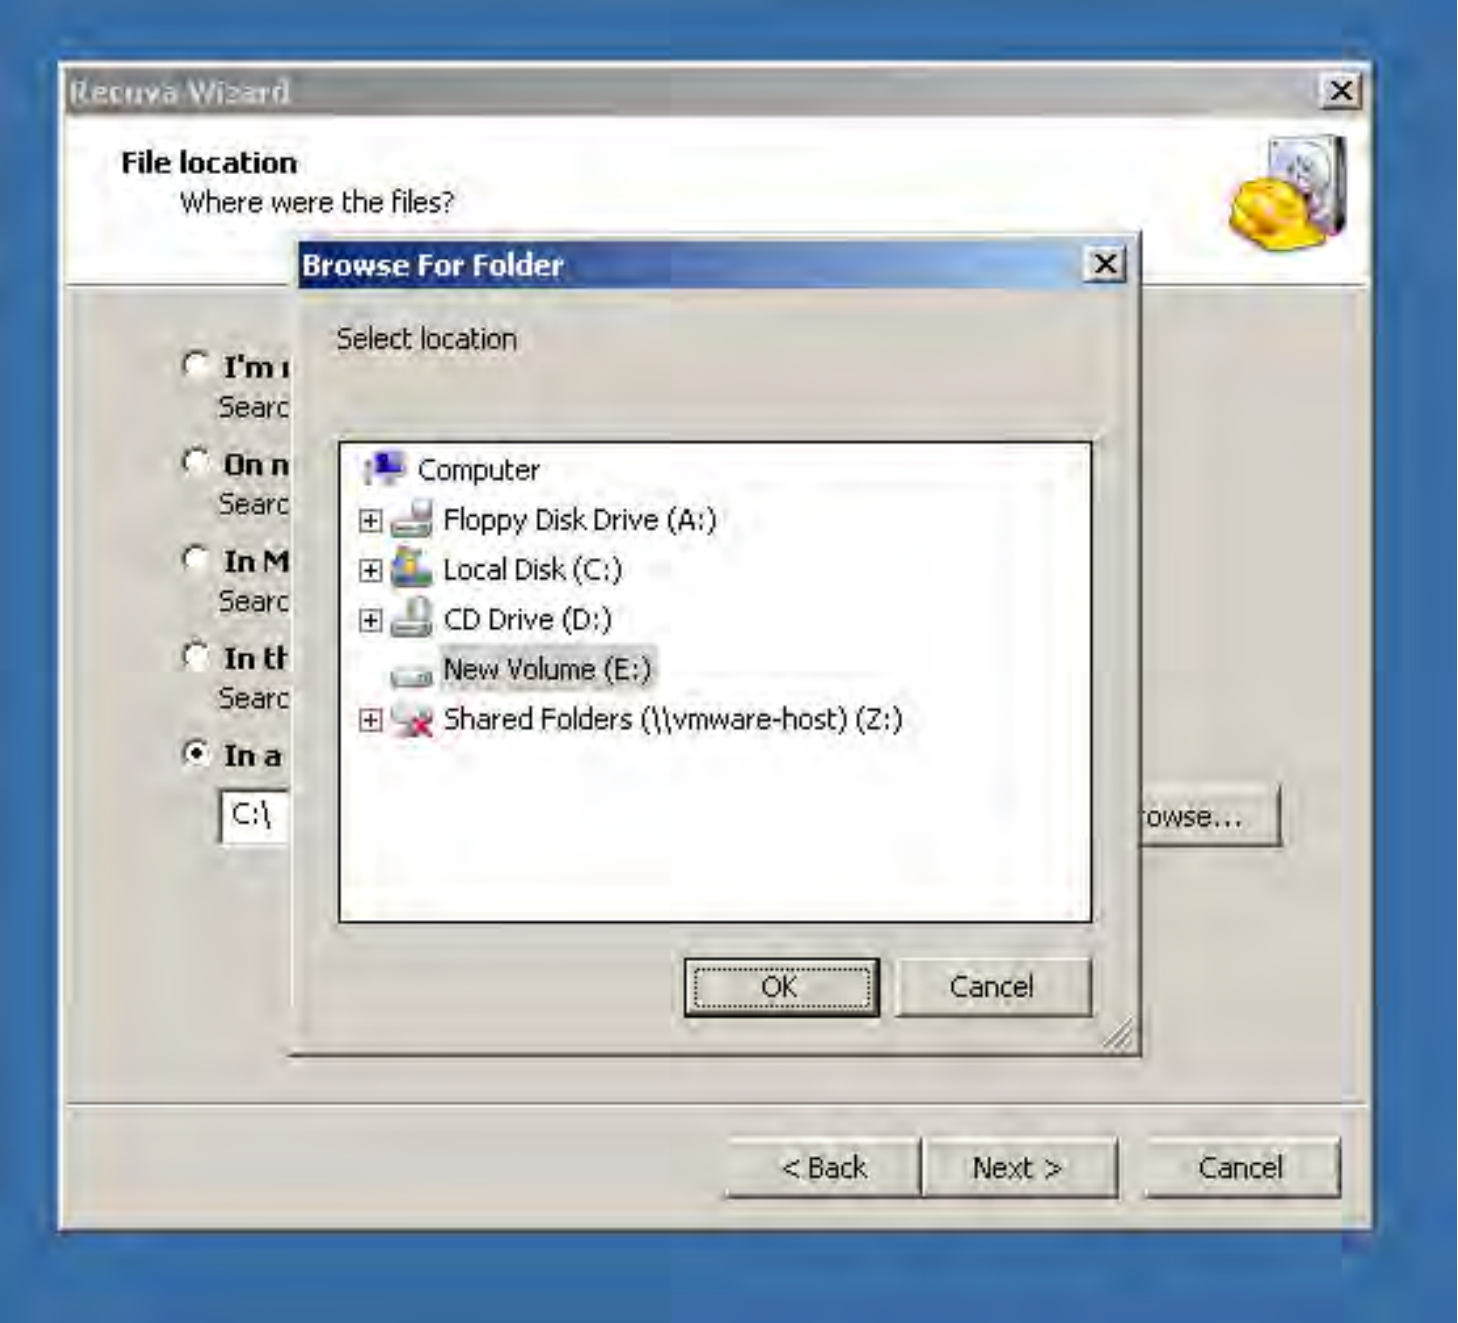 Recuva Wizard
File location
Where were the files?
Browse For Folder
Select location
I'm
Searc
On n
Searc
In M
Searc
In th
Searc
In a
C:\
Computer
Floppy Disk Drive (A:)
Local Disk (C:)
CD Drive (D:)
New Volume (E:)
Shared Folders (\\vmware-host) (Z:)
owse...
OK
Cancel
< Back
Next >
Cancel